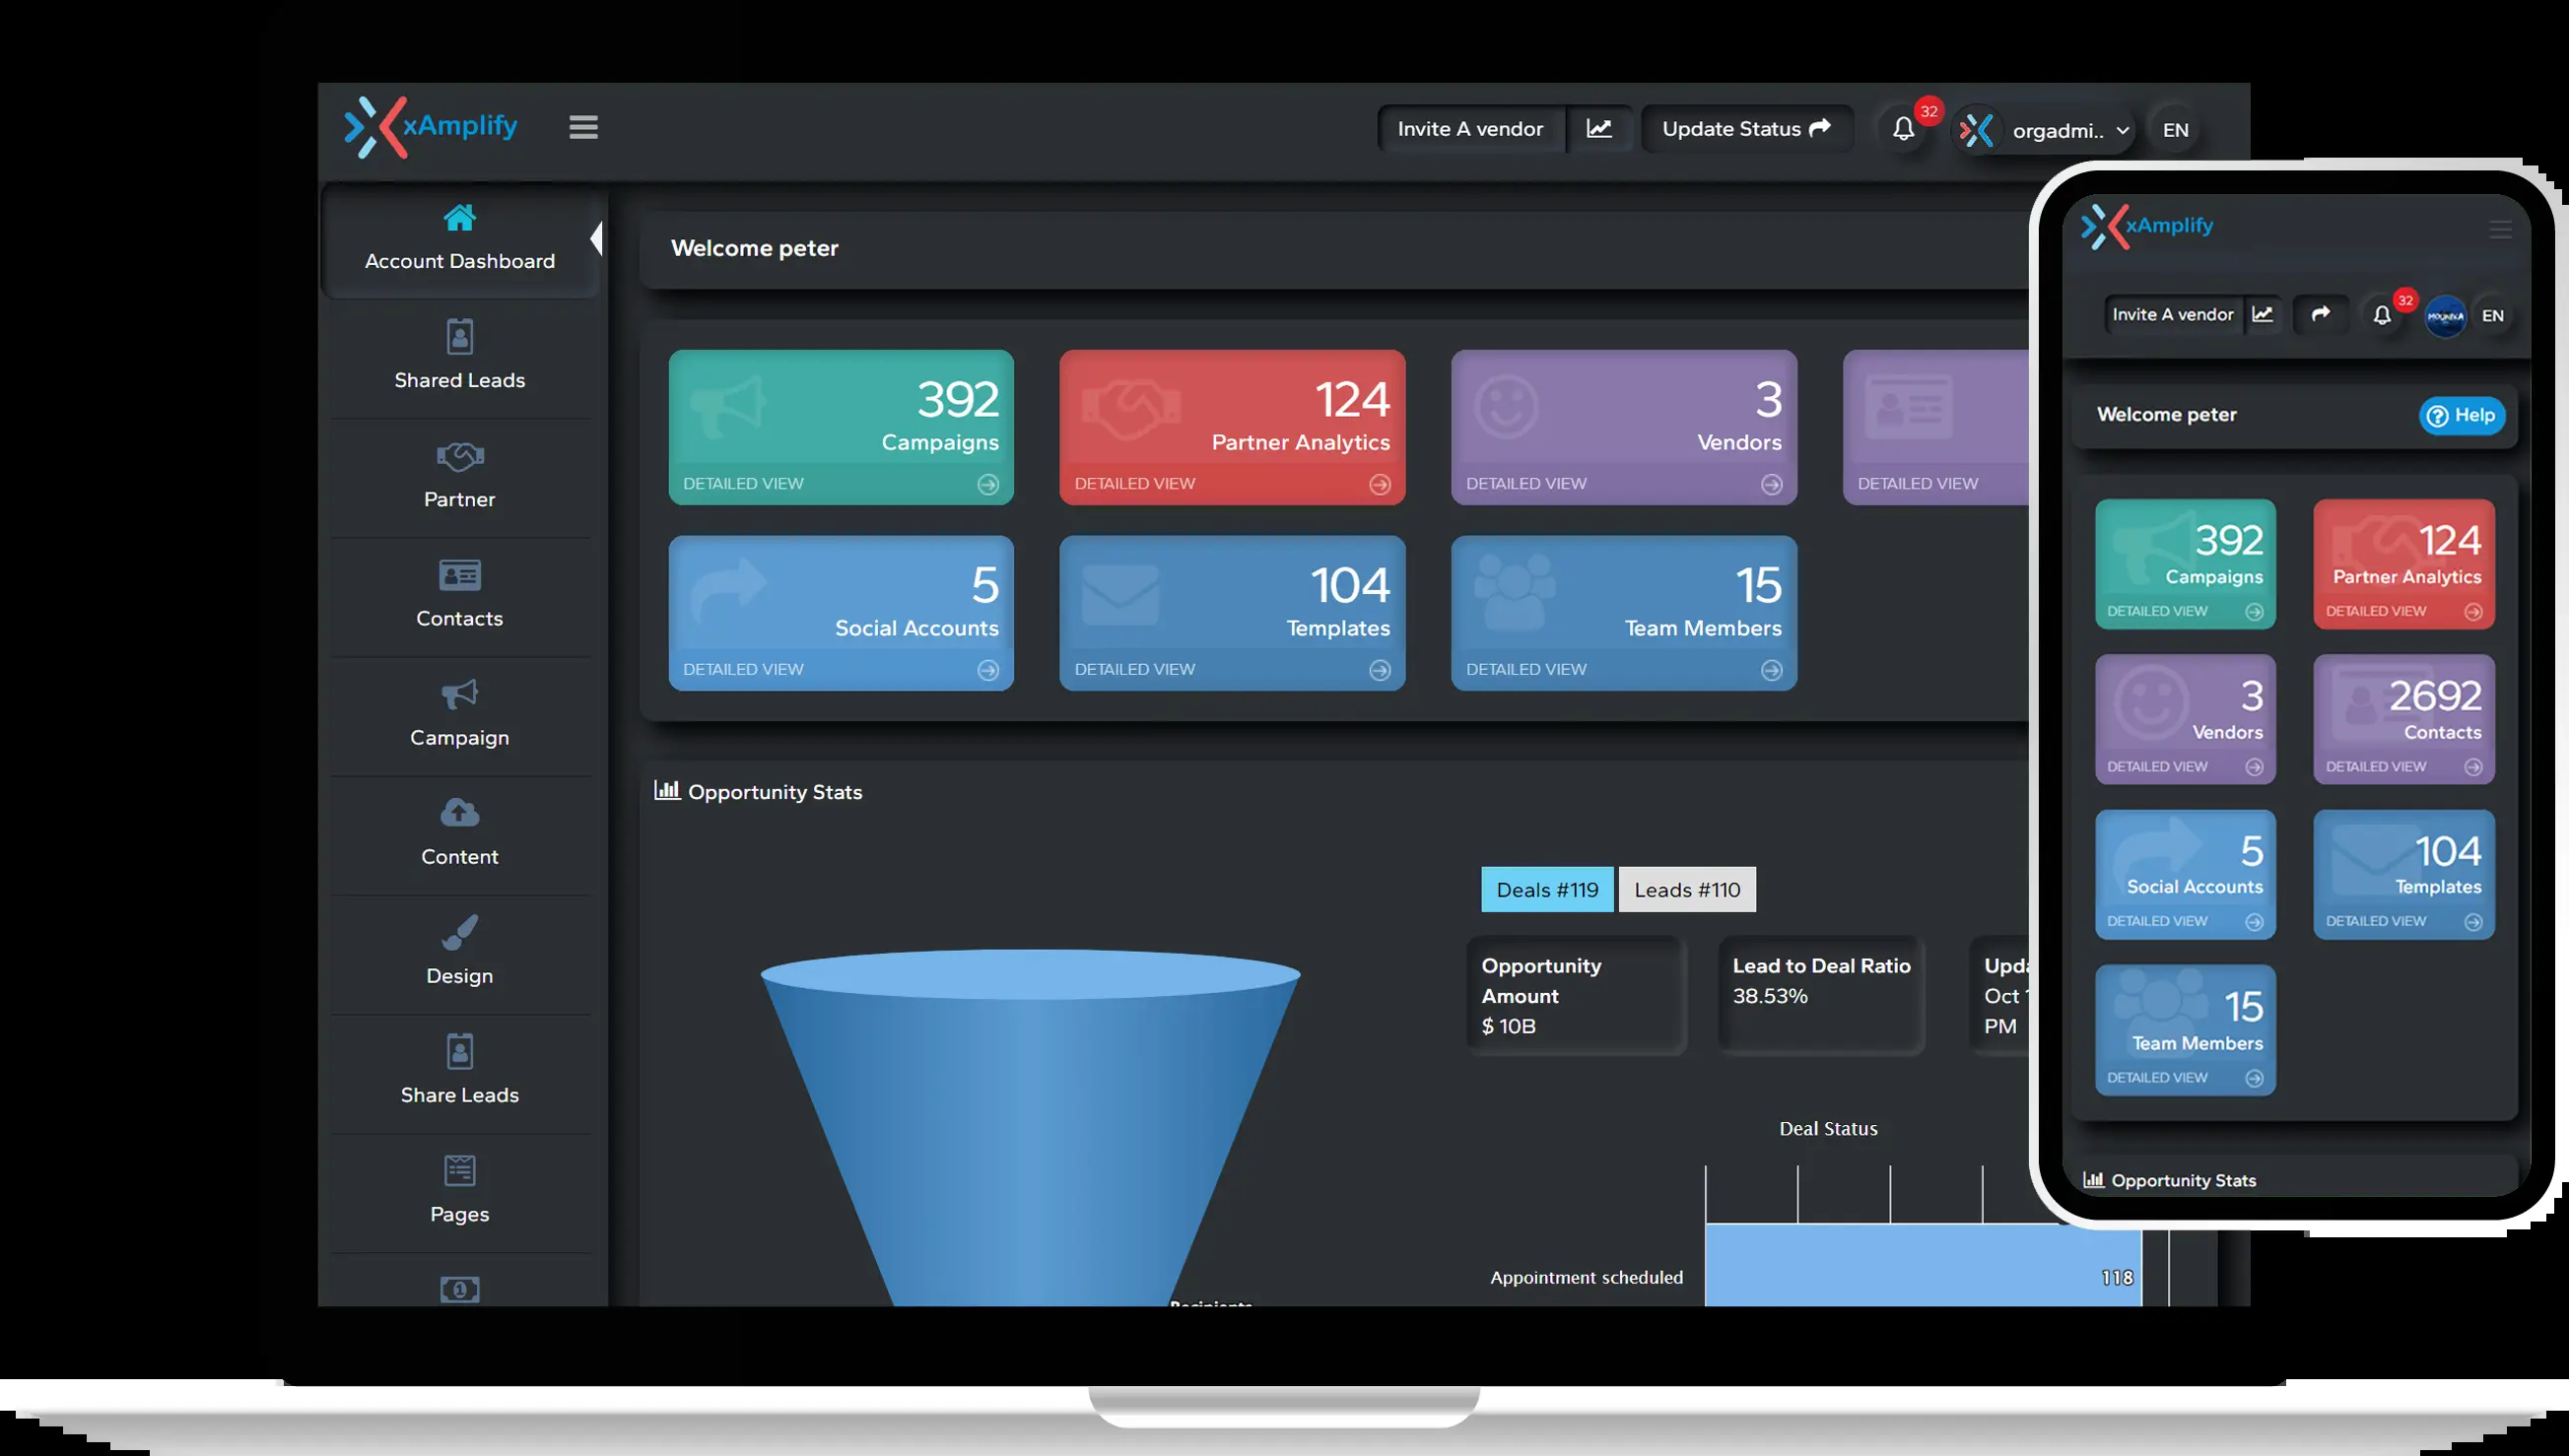 xAmplify
Invite A vendor
Update Status
32
orgadmi..
EN
Account Dashboard
Shared Leads
Partner
Contacts
Campaign
Content
Design
Share Leads
Pages
Welcome peter
392
Campaigns
DETAILED VIEW
124
Partner Analytics
DETAILED VIEW
3
Vendors
DETAILED VIEW
DETAILED VIEW
5
Social Accounts
DETAILED VIEW
104
Templates
DETAILED VIEW
15
Team Members
DETAILED VIEW
Opportunity Stats
Deals #119
Leads #110
Opportunity
Amount
$ 10B
Lead to Deal Ratio
38.53%
Oct
PM
Deal Status
Appointment scheduled
118
Recipients
xAmplify
Invite A vendor
32
MOUNIKA
EN
Welcome peter
Help
392
Campaigns
DETAILED VIEW
124
Partner Analytics
DETAILED VIEW
3
Vendors
DETAILED VIEW
2692
Contacts
DETAILED VIEW
5
Social Accounts
DETAILED VIEW
104
Templates
DETAILED VIEW
15
Team Members
DETAILED VIEW
Opportunity Stats